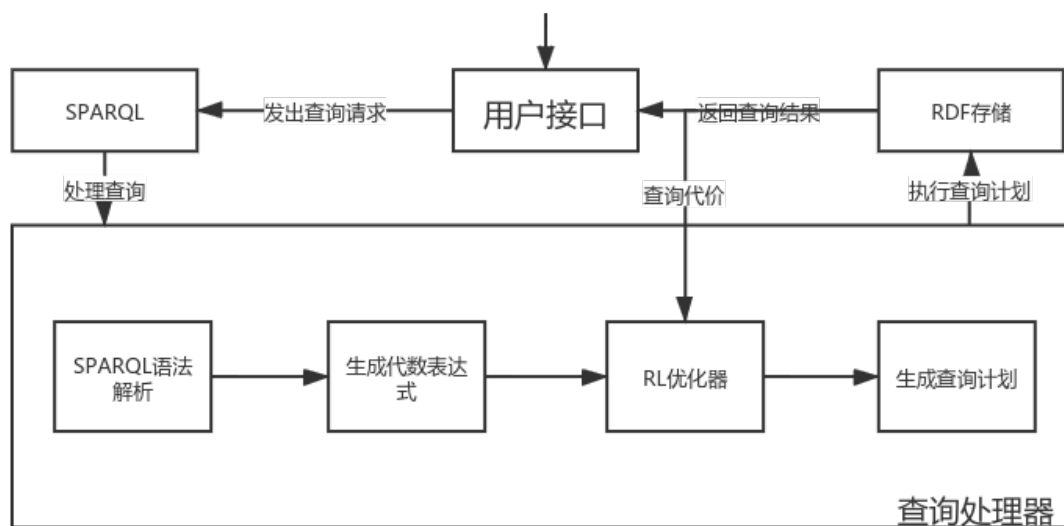 SPARQL
发出查询请求
用户接口
返回查询结果
RDF存储
处理查询
查询代价
执行查询计划
SPARQL语法
解析
生成代数表达
式
RL优化器
生成查询计划
查询处理器